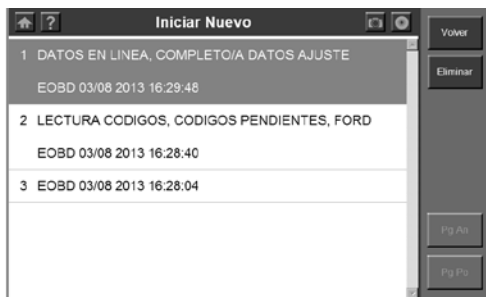 ? Iniciar Nuevo
Volver
1 DATOS EN LINEA, COMPLETO/A DATOS AJUSTE
EOBD 03/08 2013 16:29:48
Eliminar
2 LECTURA CODIGOS, CODIGOS PENDIENTES, FORD
EOBD 03/08 2013 16:28:40
3 EOBD 03/08 2013 16:28:04
Pg An
Pg Po